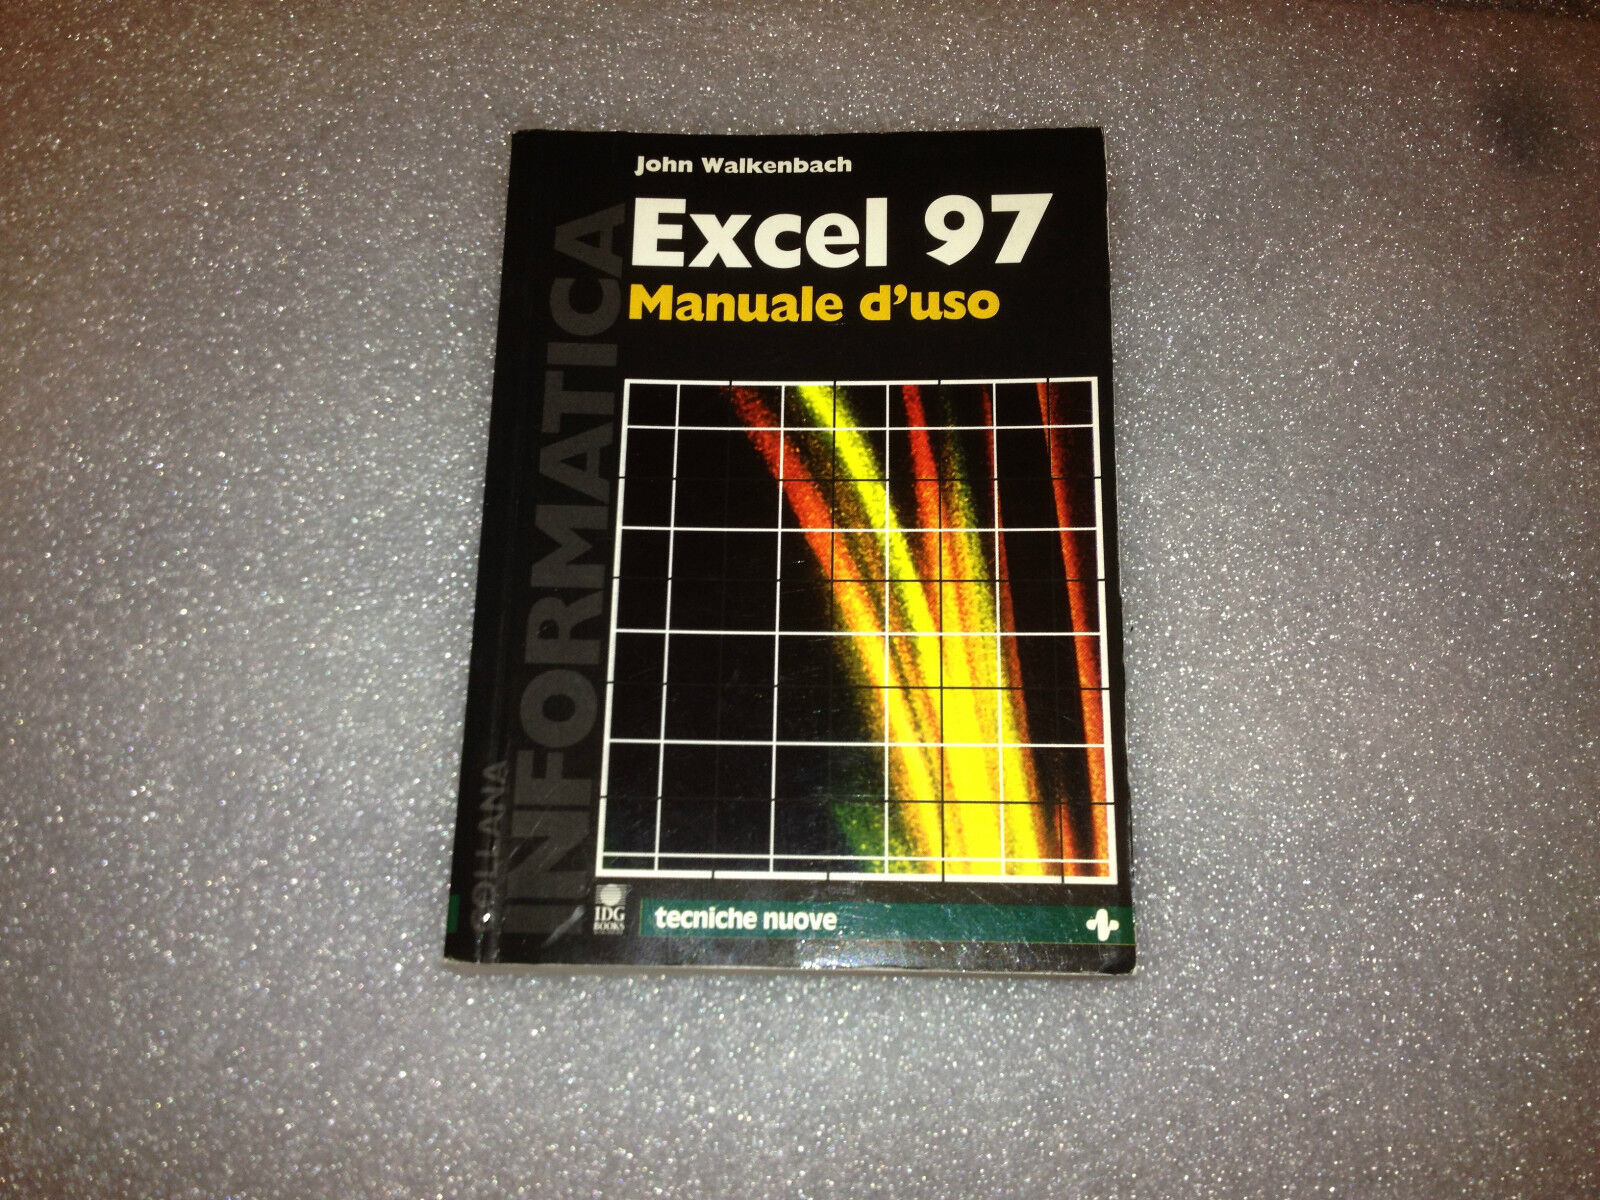 John Walkenbach
Excel 97
Manuale d'uso
COLLANA
INFORMATICA
IDG
BOOKS
tecniche nuove